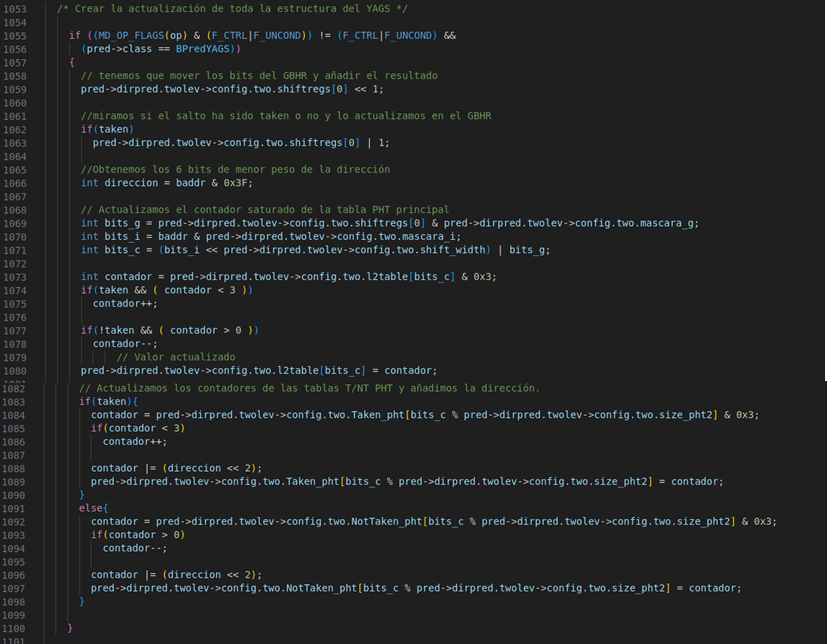 1053 /* Crear la actualización de toda la estructura del YAGS */
1054
1055 if ((MD_OP_FLAGS(op) & (F_CTRL|F_UNCOND)) != (F_CTRL|F_UNCOND) &&
1056 (pred->class == BPredYAGS))
1057 {
1058 // tenemos que mover los bits del GBHR y añadir el resultado
1059 pred->dirpred.twolev->config.two.shiftregs[0] << 1;
1060
1061 //miramos si el salto ha sido taken o no y lo actualizamos en el GBHR
1062 if(taken)
1063 pred->dirpred.twolev->config.two.shiftregs[0] | 1;
1064
1065 //Obtenemos los 6 bits de menor peso de la dirección
1066 int direccion = baddr & 0x3F;
1067
1068 // Actualizamos el contador saturado de la tabla PHT principal
1069 int bits_g = pred->dirpred.twolev->config.two.shiftregs[0] & pred->dirpred.twolev->config.two.mascara_g;
1070 int bits_i = baddr & pred->dirpred.twolev->config.two.mascara_i;
1071 int bits_c = (bits_i << pred->dirpred.twolev->config.two.shift_width) | bits_g;
1072
1073 int contador = pred->dirpred.twolev->config.two.l2table[bits_c] & 0x3;
1074 if(taken && ( contador < 3 ))
1075 contador++;
1076
1077 if(!taken && ( contador > 0 ))
1078 contador--;
1079 // Valor actualizado
1080 pred->dirpred.twolev->config.two.l2table[bits_c] = contador;
1082 // Actualizamos los contadores de las tablas T/NT PHT y añadimos la dirección.
1083 if(taken){
1084 contador = pred->dirpred.twolev->config.two.Taken_pht[bits_c % pred->dirpred.twolev->config.two.size_pht2] & 0x3;
1085 if(contador < 3)
1086 contador++;
1087
1088 contador |= (direccion << 2);
1089 pred->dirpred.twolev->config.two.Taken_pht[bits_c % pred->dirpred.twolev->config.two.size_pht2] = contador;
1090 }
1091 else{
1092 contador = pred->dirpred.twolev->config.two.NotTaken_pht[bits_c % pred->dirpred.twolev->config.two.size_pht2] & 0x3;
1093 if(contador > 0)
1094 contador--;
1095
1096 contador |= (direccion << 2);
1097 pred->dirpred.twolev->config.two.NotTaken_pht[bits_c % pred->dirpred.twolev->config.two.size_pht2] = contador;
1098 }
1099
1100 }
1101